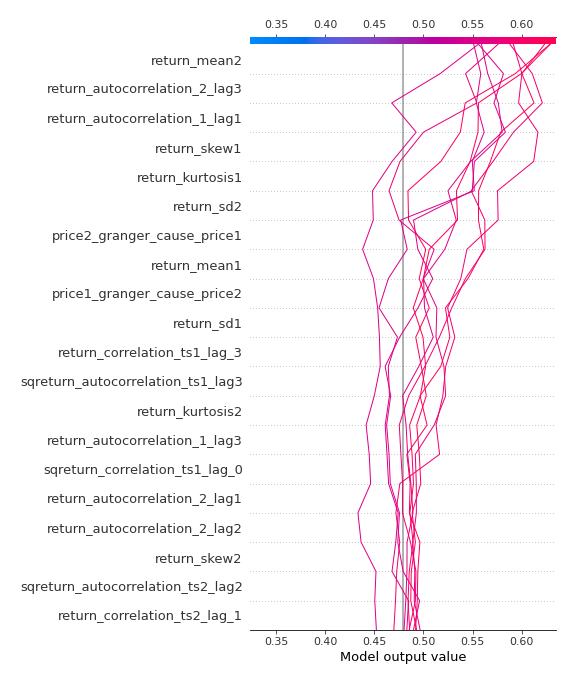 0.35 0.40 0.45 0.50 0.55 0.60
return_mean2
return_autocorrelation_2_lag3
return_autocorrelation_1_lag1
return_skew1
return_kurtosis1
return_sd2
price2_granger_cause_price1
return_mean1
price1_granger_cause_price2
return_sd1
return_correlation_ts1_lag_3
sqreturn_autocorrelation_ts1_lag3
return_kurtosis2
return_autocorrelation_1_lag3
sqreturn_correlation_ts1_lag_0
return_autocorrelation_2_lag1
return_autocorrelation_2_lag2
return_skew2
sqreturn_autocorrelation_ts2_lag2
return_correlation_ts2_lag_1
0.35 0.40 0.45 0.50 0.55 0.60
Model output value